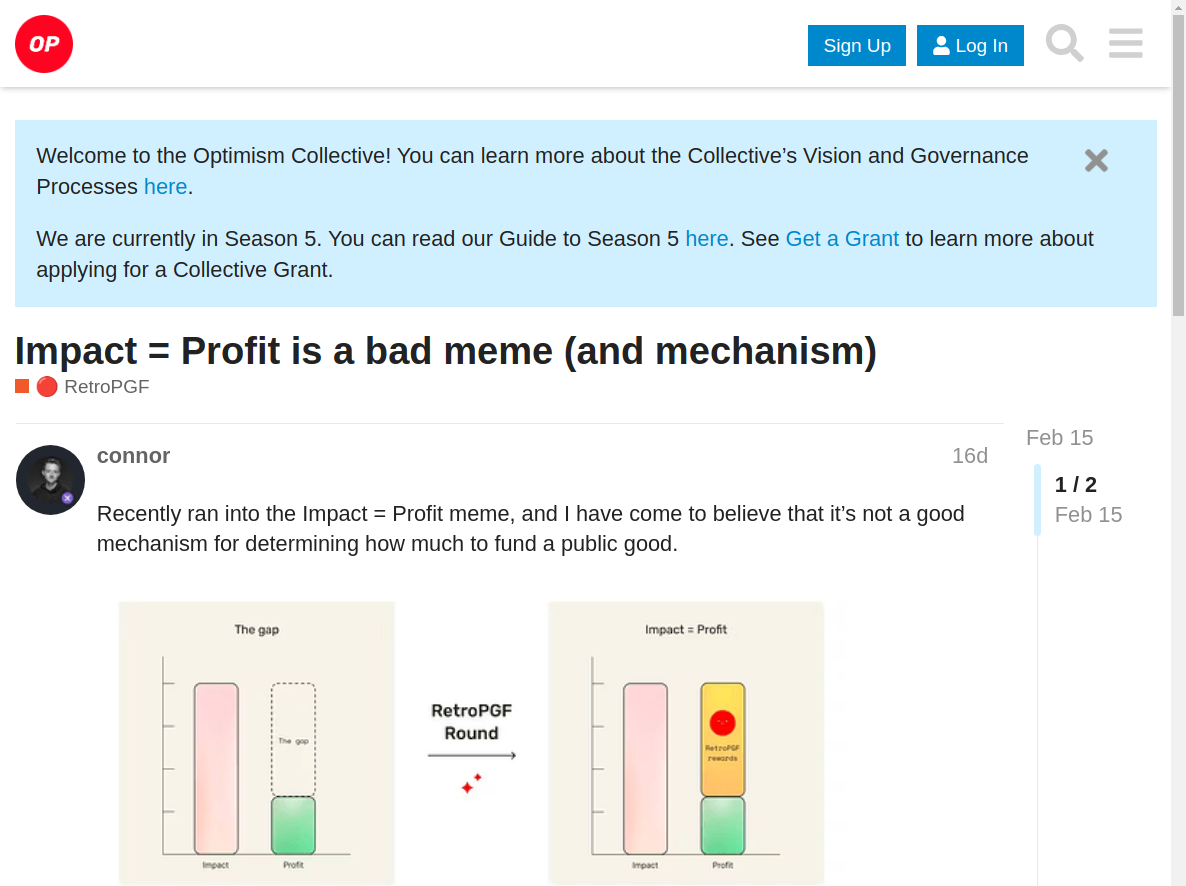 OP
Sign Up
Log In
Welcome to the Optimism Collective! You can learn more about the Collective’s Vision and Governance
Processes here.
We are currently in Season 5. You can read our Guide to Season 5 here. See Get a Grant to learn more about
applying for a Collective Grant.
Impact = Profit is a bad meme (and mechanism)
RetroPGF
connor
16d
Feb 15
1 / 2
Feb 15
Recently ran into the Impact = Profit meme, and I have come to believe that it’s not a good
mechanism for determining how much to fund a public good.
The gap
The gap
Impact
Profit
RetroPGF
Round
Impact = Profit
RetroPGF
rewards
Impact
Profit